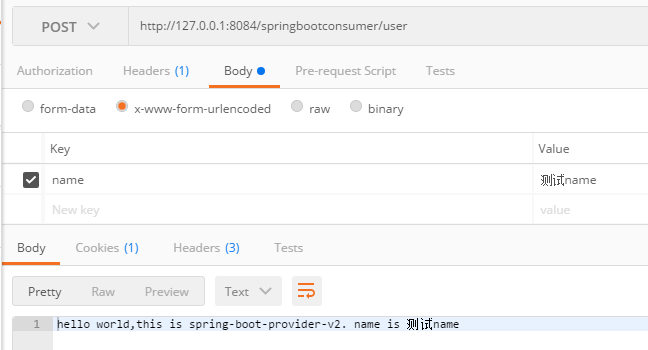 POST http://127.0.0.1:8084/springbootconsumer/user
Authorization Headers (1) Body Pre-request Script Tests
form-data x-www-form-urlencoded raw binary
Key Value
name 测试name
New key value
Body Cookies (1) Headers (3) Tests
Pretty Raw Preview Text
1 hello world,this is spring-boot-provider-v2. name is 测试name